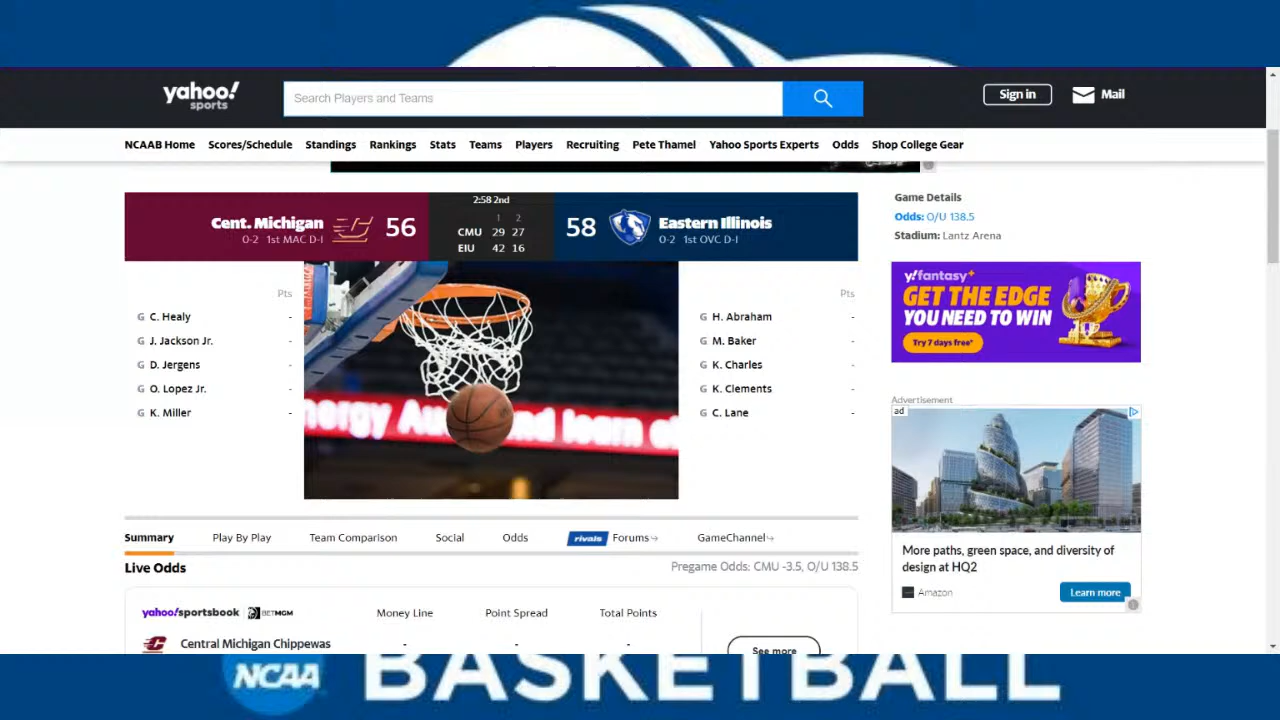 yahoo!
sports
Search Players and Teams
Sign in
Mail
NCAAB Home Scores/Schedule Standings Rankings Stats Teams Players Recruiting Pete Thamel Yahoo Sports Experts Odds Shop College Gear
Cent. Michigan
0-2 1st MAC D-I
56
2:58 2nd
1 2
CMU 29 27
EIU 42 16
58
Eastern Illinois
0-2 1st OVC D-I
Pts
G C. Healy -
G J. Jackson Jr. -
G D. Jergens -
G O. Lopez Jr. -
G K. Miller -
Pts
G H. Abraham -
G M. Baker -
G K. Charles -
G K. Clements -
G C. Lane -
and learn
Game Details
Odds: O/U 138.5
Stadium: Lantz Arena
y!fantasy+
GET THE EDGE
YOU NEED TO WIN
Try 7 days free*
Advertisement
ad
More paths, green space, and diversity of
design at HQ2
Amazon
Learn more
Summary Play By Play Team Comparison Social Odds rivals Forums GameChannel
Live Odds
Pregame Odds: CMU -3.5, O/U 138.5
yahoo!sportsbook BETMGM Money Line Point Spread Total Points
Central Michigan Chippewas - - -
See more
NCAA BASKETBALL